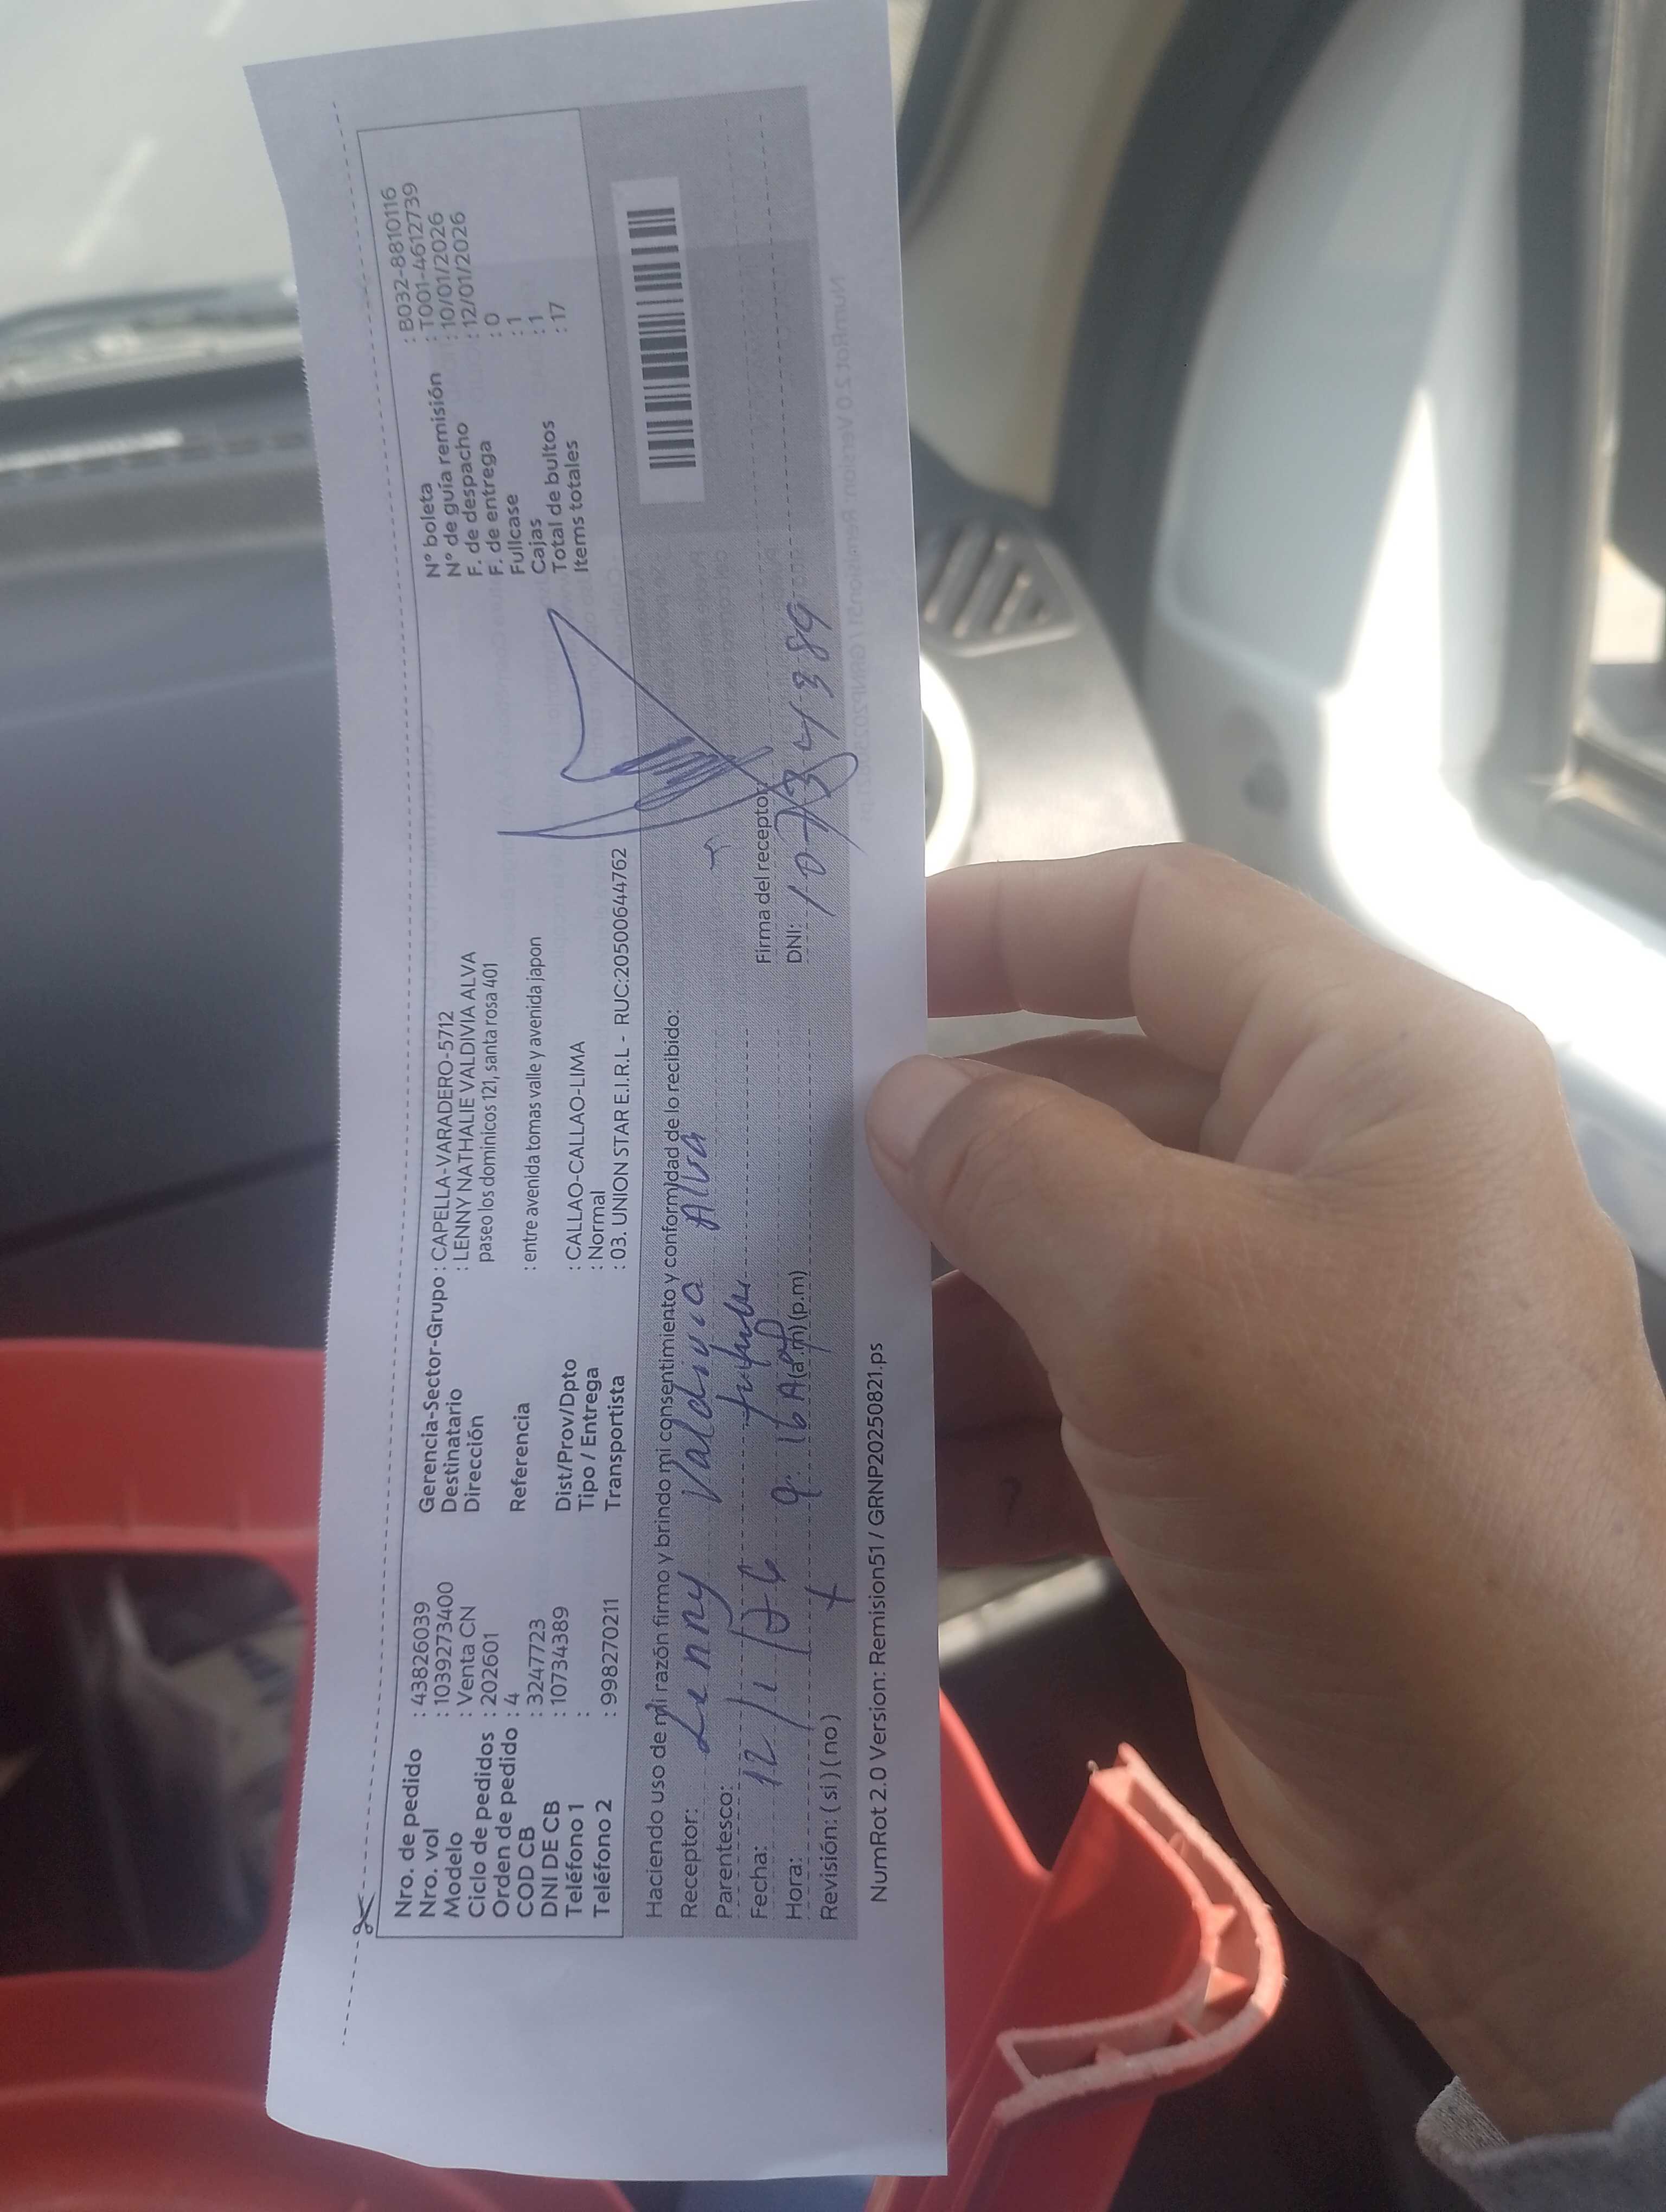 Nro. de pedido : 43826039
Nro. vol : 1039273400
Modelo : Venta CN
Ciclo de pedidos : 202601
Orden de pedido : 4
COD CB : 3247723
DNI DE CB : 10734389
Teléfono 1 :
Teléfono 2 : 998270211
Gerencia-Sector-Grupo : CAPELLA-VARADERO-5712
Destinatario : LENNY NATHALIE VALDIVIA ALVA
Dirección paseo los dominicos 121, santa rosa 401
Referencia : entre avenida tomas valle y avenida japon
Dist/Prov/Dpto : CALLAO-CALLAO-LIMA
Tipo / Entrega : Normal
Transportista : 03. UNION STAR E.I.R.L - RUC:20500644762
N° boleta : B032-8810116
N° de guía remisión : T001-4612739
F. de despacho : 10/01/2026
F. de entrega : 12/01/2026
Fullcase : 0
Cajas : 1
Total de bultos : 1
Items totales : 17
Haciendo uso de mi razón firmo y brindo mi consentimiento y conformidad de lo recibido:
Receptor: Lenny Valdivia Alva
Parentesco: titular
Fecha: 12/1/26
Firma del receptor:
Hora: 9:16 A (a.m) (p.m)
DNI: 10734389
Revisión: ( si ) ( no )
NumRot 2.0 Version: Remision51 / GRNP20250821.ps